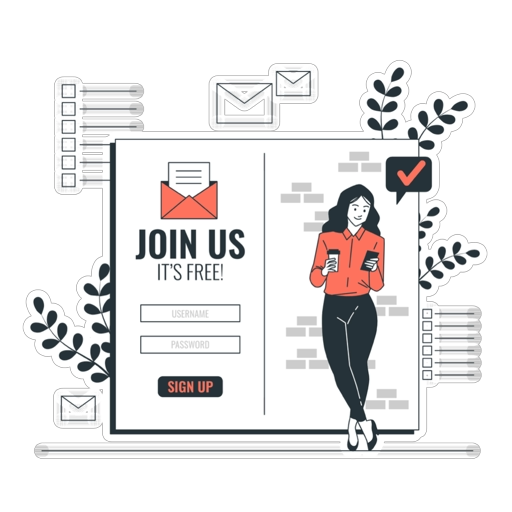 JOIN US
IT'S FREE!
USERNAME
PASSWORD
SIGN UP